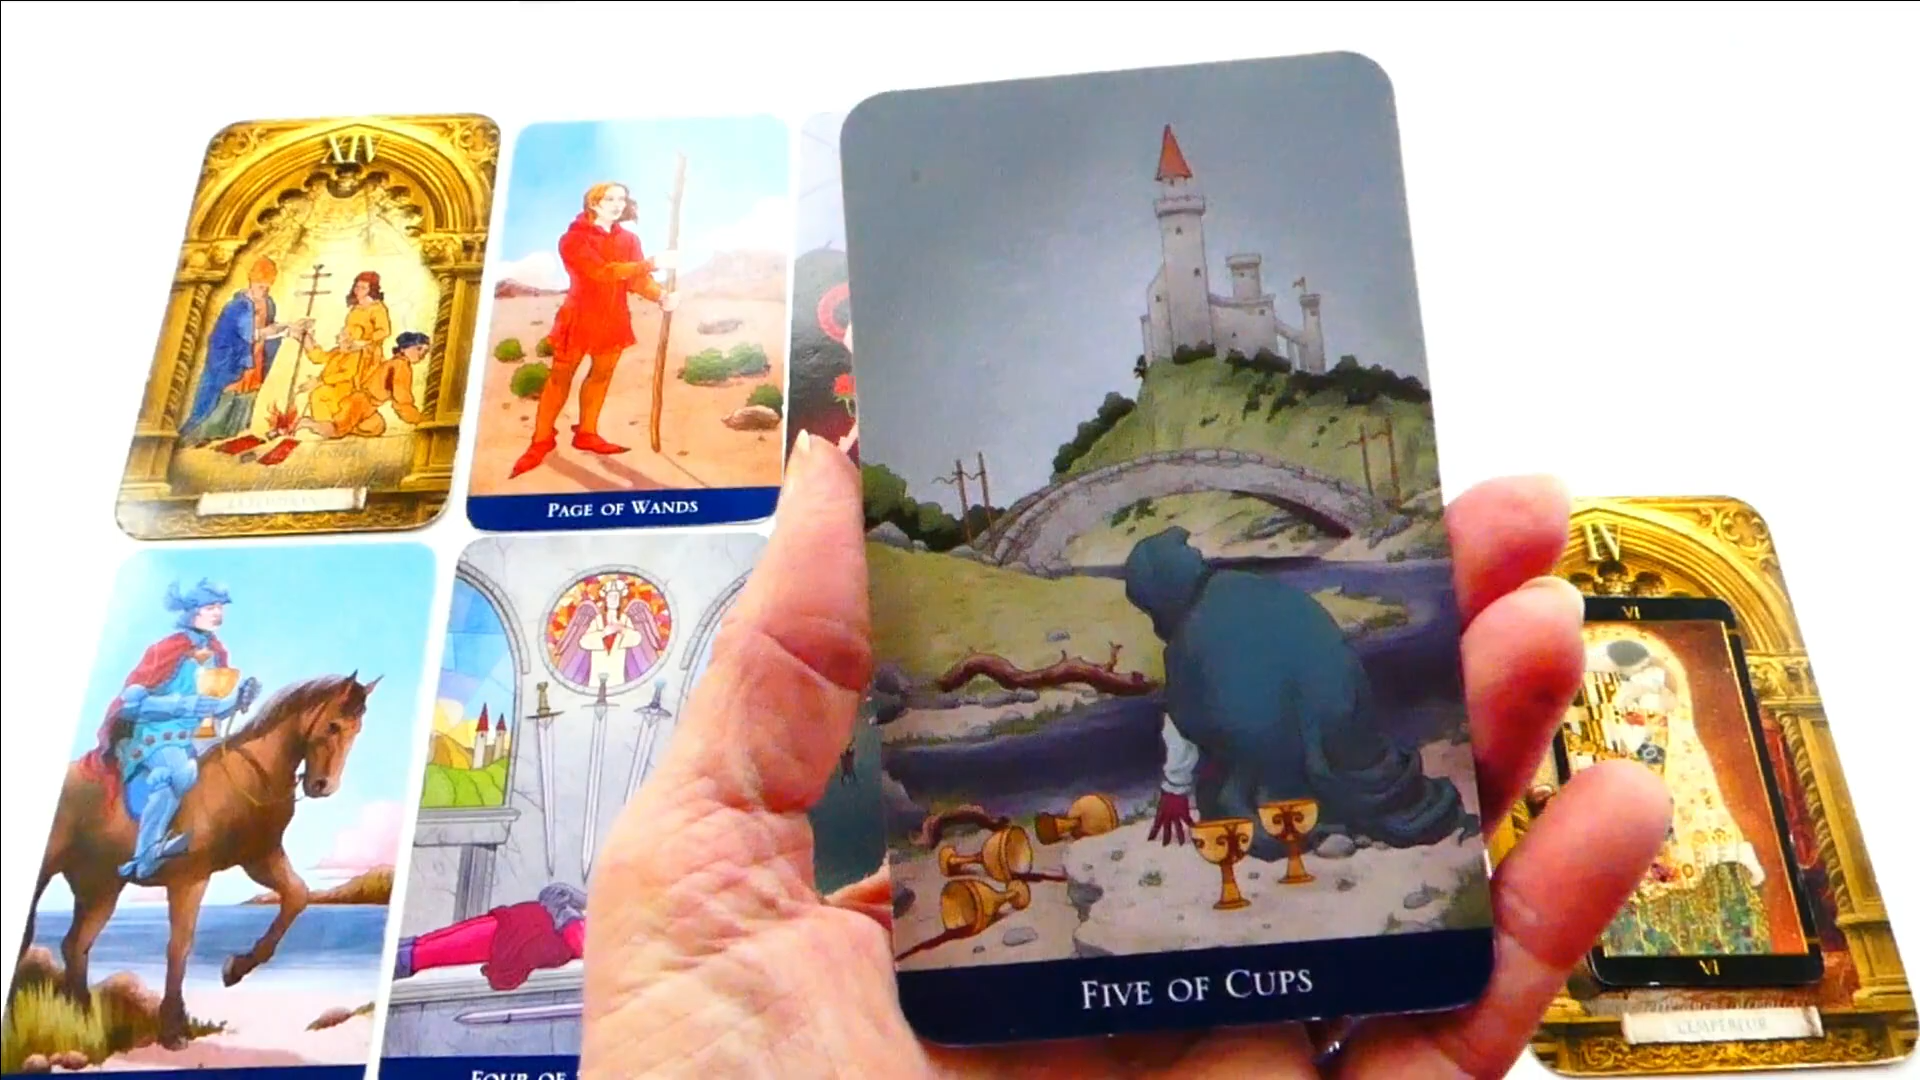 XIV
PAGE OF WANDS
FIVE OF CUPS
FOUR OF
IV
VI
VI
L'EMPEREUR